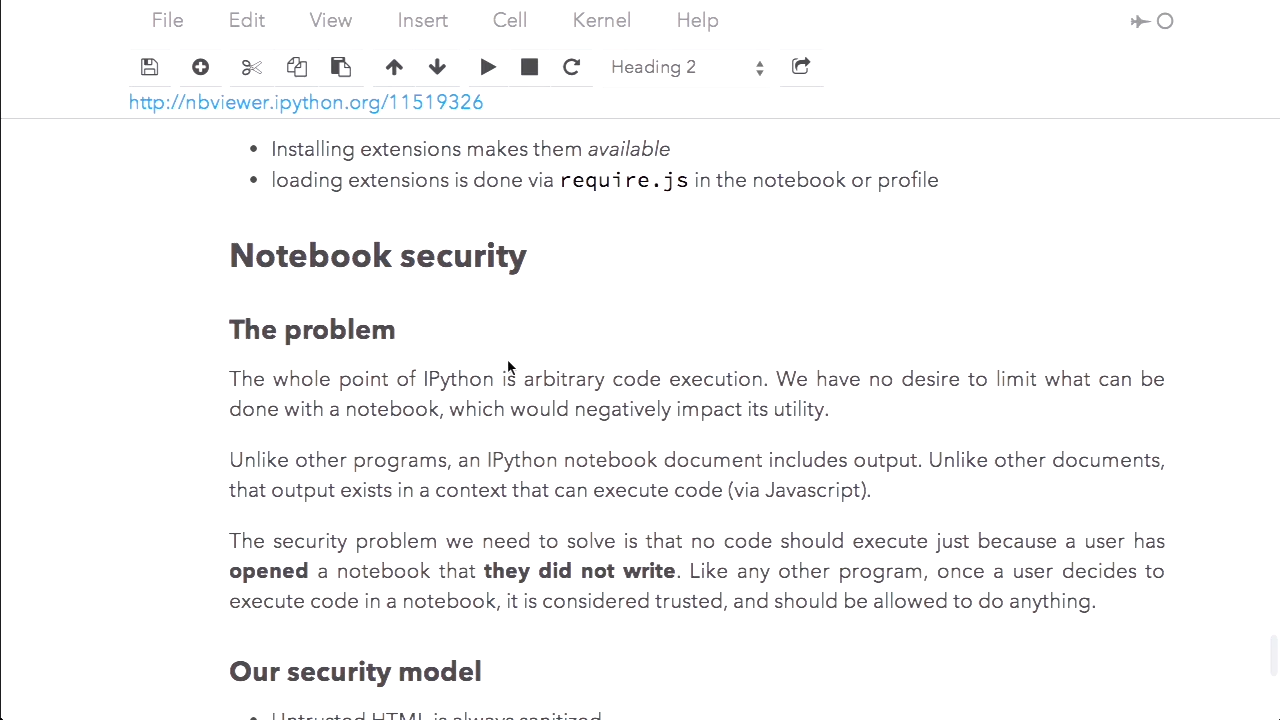 File Edit View Insert Cell Kernel Help
Heading 2
http://nbviewer.ipython.org/11519326
• Installing extensions makes them available
• loading extensions is done via require.js in the notebook or profile
Notebook security
The problem
The whole point of IPython is arbitrary code execution. We have no desire to limit what can be
done with a notebook, which would negatively impact its utility.
Unlike other programs, an IPython notebook document includes output. Unlike other documents,
that output exists in a context that can execute code (via Javascript).
The security problem we need to solve is that no code should execute just because a user has
opened a notebook that they did not write. Like any other program, once a user decides to
execute code in a notebook, it is considered trusted, and should be allowed to do anything.
Our security model
• Untrusted HTML is always sanitized